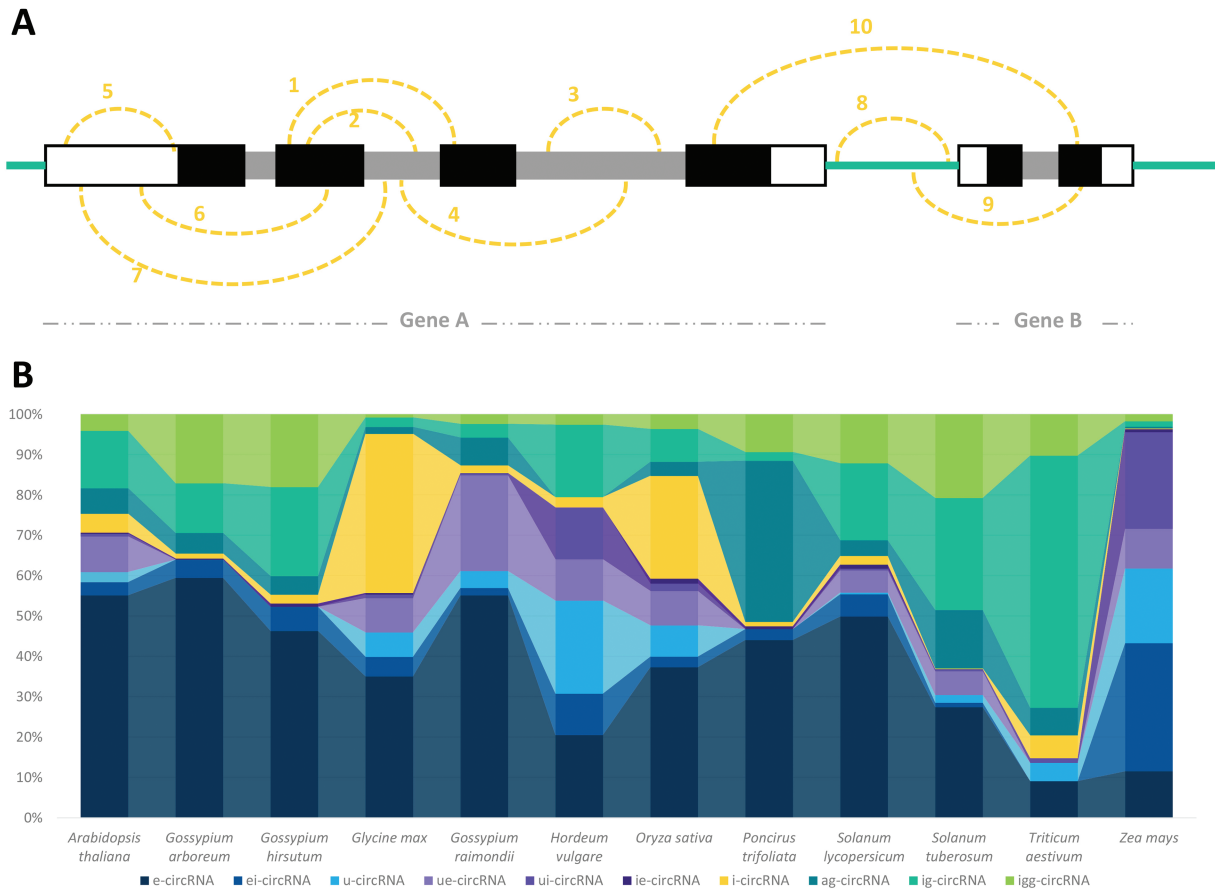 A
10
1
5
3
8
2
6
4
9
7
Gene A
Gene B
B
100%
90%
80%
70%
60%
50%
40%
30%
20%
10%
0%
Arabidopsis thaliana
Gossypium arboreum
Gossypium hirsutum
Glycine max
Gossypium raimondii
Hordeum vulgare
Oryza sativa
Poncirus trifoliata
Solanum lycopersicum
Solanum tuberosum
Triticum aestivum
Zea mays
e-circRNA ei-circRNA u-circRNA ue-circRNA ui-circRNA ie-circRNA i-circRNA ag-circRNA ig-circRNA igg-circRNA